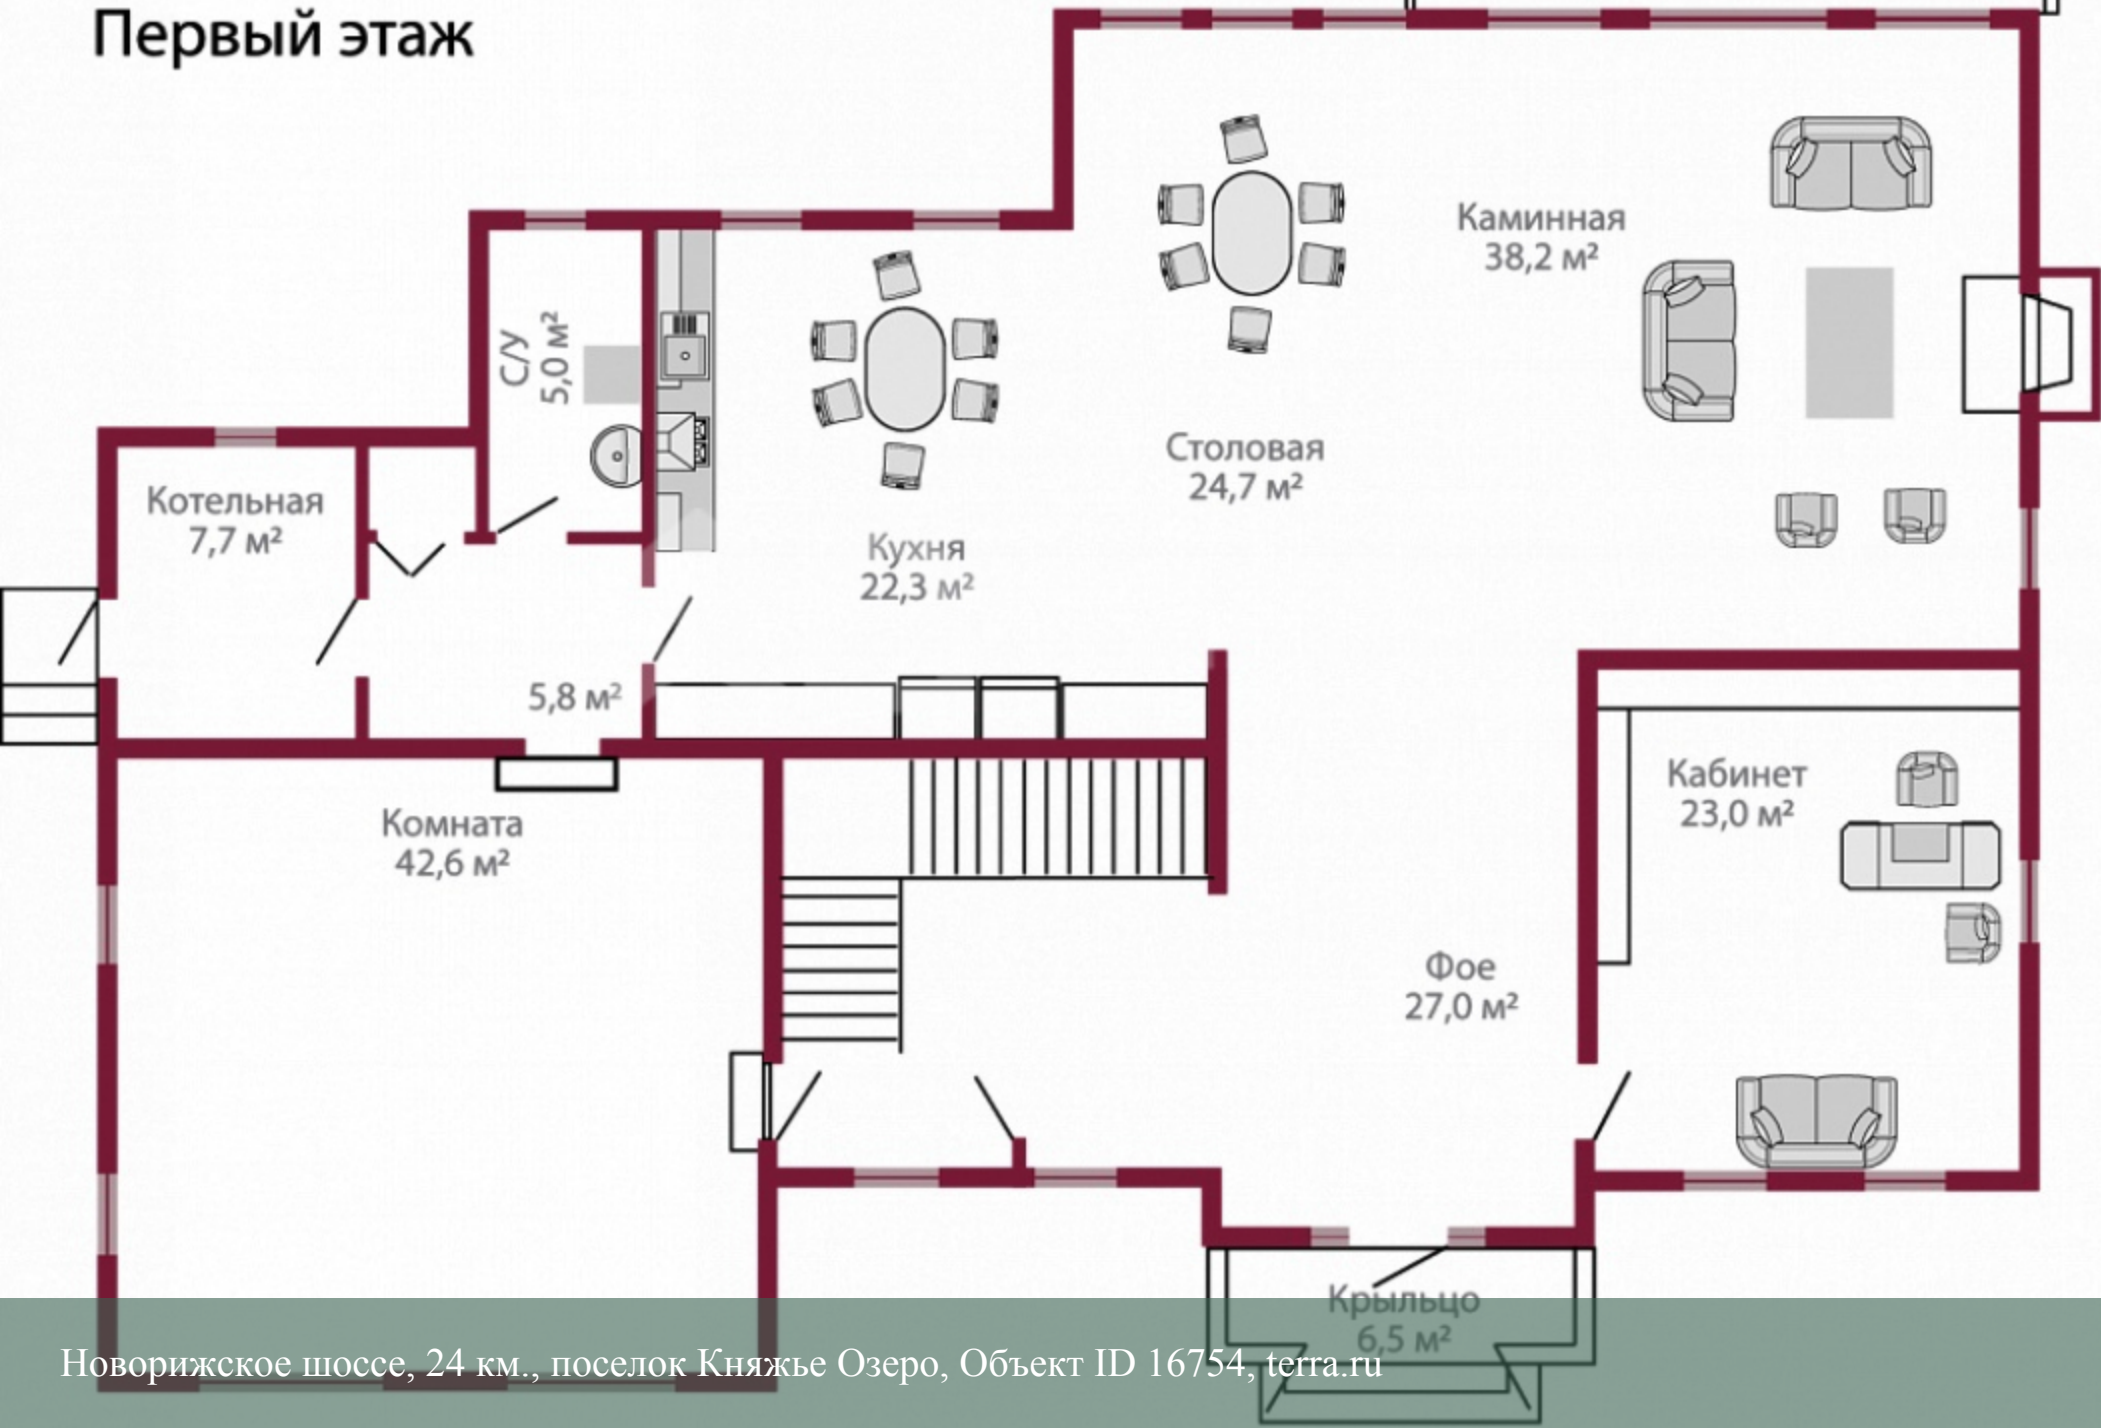 Первый этаж
Каминная
38,2 м²
С/У
5,0 м²
Столовая
24,7 м²
Котельная
7,7 м²
Кухня
22,3 м²
5,8 м²
Кабинет
23,0 м²
Комната
42,6 м²
Фое
27,0 м²
Крыльцо
6,5 м²
Новорижское шоссе, 24 км., поселок Княжье Озеро, Объект ID 16754, terra.ru